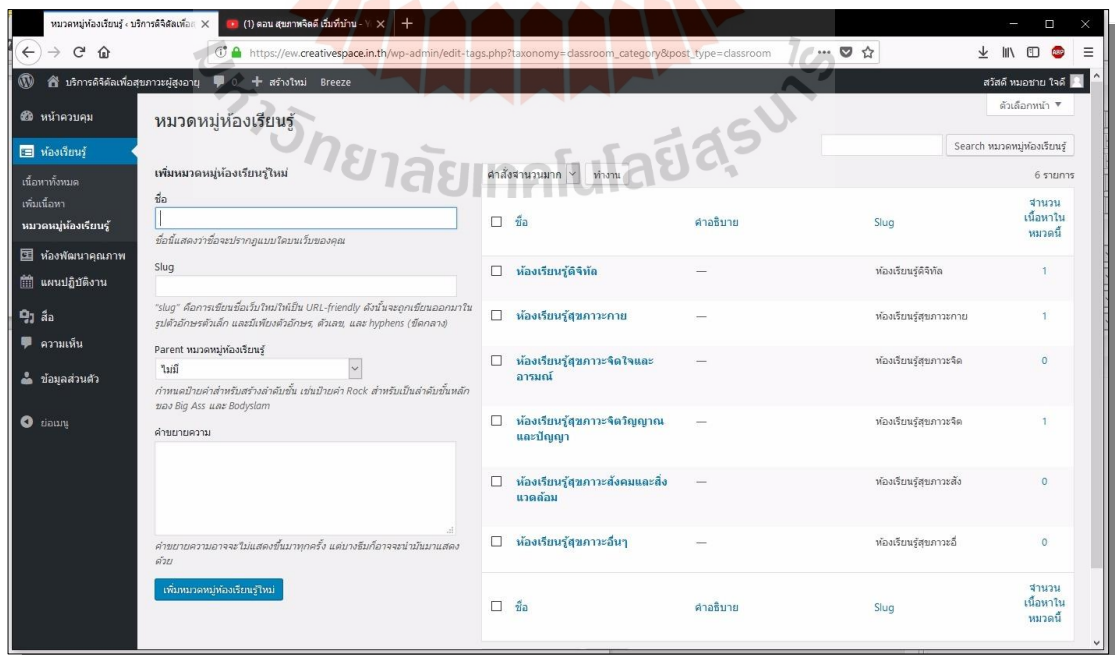 หมวดหมู่ห้องเรียนรู้ ‹ บริการดิจิตัลเพื่อส
(1) ตอน สุขภาพจิตดี เริ่มที่บ้าน - Y
https://ew.creativespace.in.th/wp-admin/edit-tags.php?taxonomy=classroom_category&post_type=classroom
บริการดิจิตัลเพื่อสุขภาวะผู้สูงอายุ 0 + สร้างใหม่ Breeze
สวัสดี หมอชาย ใจดี
หน้าควบคุม
ห้องเรียนรู้
เนื้อหาทั้งหมด
เพิ่มเนื้อหา
หมวดหมู่ห้องเรียนรู้
ห้องพัฒนาคุณภาพ
แผนปฏิบัติงาน
สื่อ
ความเห็น
ข้อมูลส่วนตัว
ย่อเมนู
ตัวเลือกหน้า
หมวดหมู่ห้องเรียนรู้
Search หมวดหมู่ห้องเรียนรู้
เพิ่มหมวดหมู่ห้องเรียนรู้ใหม่
ชื่อ
ชื่อนี้แสดงว่าชื่อจะปรากฏแบบใดบนเว็บของคุณ
Slug
"slug" คือการเขียนชื่อเว็บใหม่ให้เป็น URL-friendly ดังนั้นจะถูกเขียนออกมาใน
รูปตัวอักษรตัวเล็ก และมีเพียงตัวอักษร, ตัวเลข, และ hyphens (ขีดกลาง)
Parent หมวดหมู่ห้องเรียนรู้
ไม่มี
กำหนดป้ายคำสำหรับสร้างลำดับชั้น เช่นป้ายคำ Rock สำหรับเป็นลำดับชั้นหลัก
ของ Big Ass และ Bodyslam
คำขยายความ
คำขยายความอาจจะไม่แสดงขึ้นมาทุกครั้ง แต่บางธีมก็อาจจะนำมันมาแสดง
ด้วย
เพิ่มหมวดหมู่ห้องเรียนรู้ใหม่
คำสั่งจำนวนมาก ทำงาน
6 รายการ
ชื่อ คำอธิบาย Slug จำนวน
เนื้อหาใน
หมวดนี้
ห้องเรียนรู้ดิจิทัล — ห้องเรียนรู้ดิจิทัล 1
ห้องเรียนรู้สุขภาวะกาย — ห้องเรียนรู้สุขภาวะกาย 1
ห้องเรียนรู้สุขภาวะจิตใจและ — ห้องเรียนรู้สุขภาวะจิต 0
อารมณ์
ห้องเรียนรู้สุขภาวะจิตวิญญาณ — ห้องเรียนรู้สุขภาวะจิต 1
และปัญญา
ห้องเรียนรู้สุขภาวะสังคมและสิ่ง — ห้องเรียนรู้สุขภาวะสัง 0
แวดล้อม
ห้องเรียนรู้สุขภาวะอื่นๆ — ห้องเรียนรู้สุขภาวะอื่ 0
ชื่อ คำอธิบาย Slug จำนวน
เนื้อหาใน
หมวดนี้